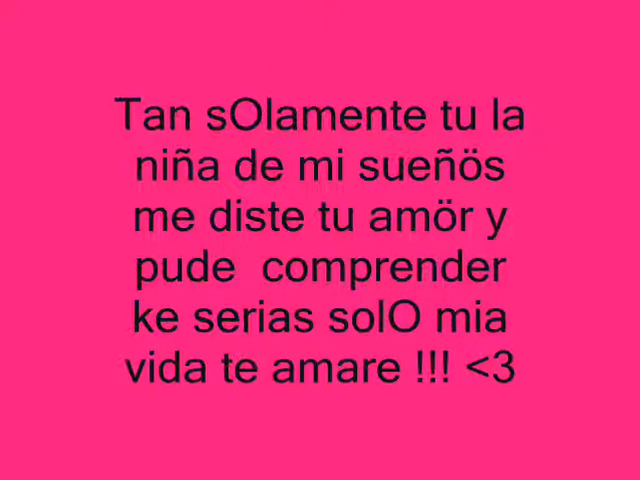 Tan sOlamente tu la
niña de mi sueñös
me diste tu amör y
pude  comprender
ke serias solO mia
vida te amare !!! <3